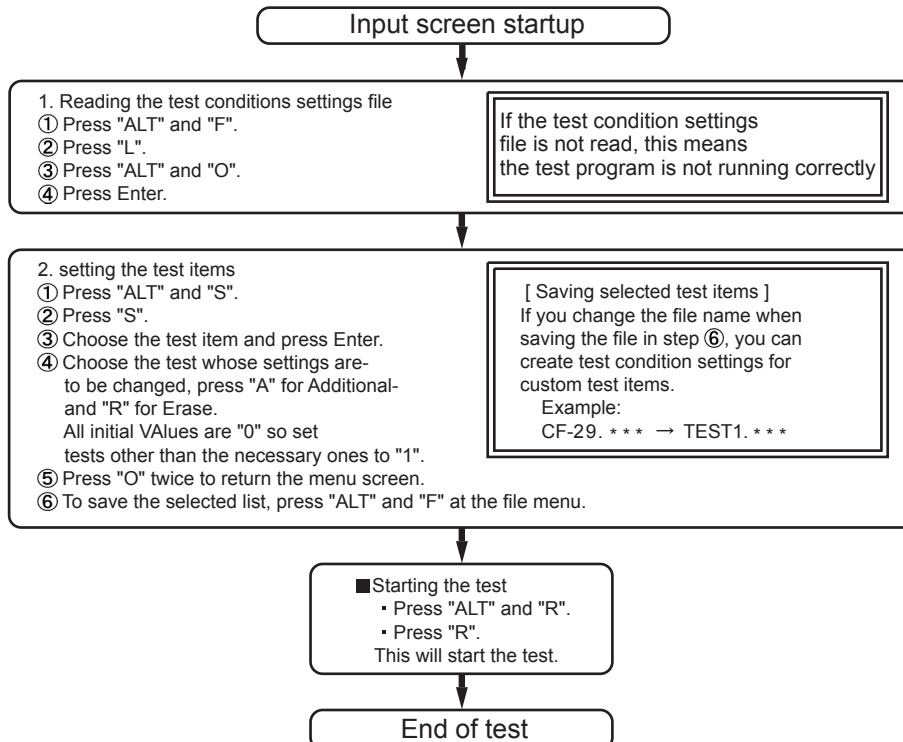 Input screen startup
1. Reading the test conditions settings file
① Press "ALT" and "F".
② Press "L".
③ Press "ALT" and "O".
④ Press Enter.
If the test condition settings
file is not read, this means
the test program is not running correctly
2. setting the test items
① Press "ALT" and "S".
② Press "S".
③ Choose the test item and press Enter.
④ Choose the test whose settings are-
to be changed, press "A" for Additional-
and "R" for Erase.
All initial VAlues are "0" so set
tests other than the necessary ones to "1".
⑤ Press "O" twice to return the menu screen.
⑥ To save the selected list, press "ALT" and "F" at the file menu.
[ Saving selected test items ]
If you change the file name when
saving the file in step ⑥, you can
create test condition settings for
custom test items.
Example:
CF-29. * * * → TEST1. * * *
■Starting the test
・Press "ALT" and "R".
・Press "R".
This will start the test.
End of test